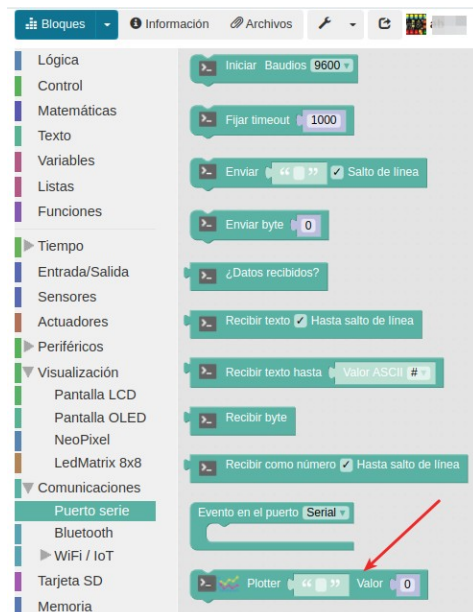 Bloques Información Archivos
Lógica
Control
Matemáticas
Texto
Variables
Listas
Funciones
Tiempo
Entrada/Salida
Sensores
Actuadores
Periféricos
Visualización
Pantalla LCD
Pantalla OLED
NeoPixel
LedMatrix 8x8
Comunicaciones
Puerto serie
Bluetooth
WiFi / IoT
Tarjeta SD
Memoria
Iniciar Baudios 9600
Fijar timeout 1000
Enviar “ ” Salto de línea
Enviar byte 0
¿Datos recibidos?
Recibir texto Hasta salto de línea
Recibir texto hasta Valor ASCII #
Recibir byte
Recibir como número Hasta salto de línea
Evento en el puerto Serial
Plotter “ ” Valor 0